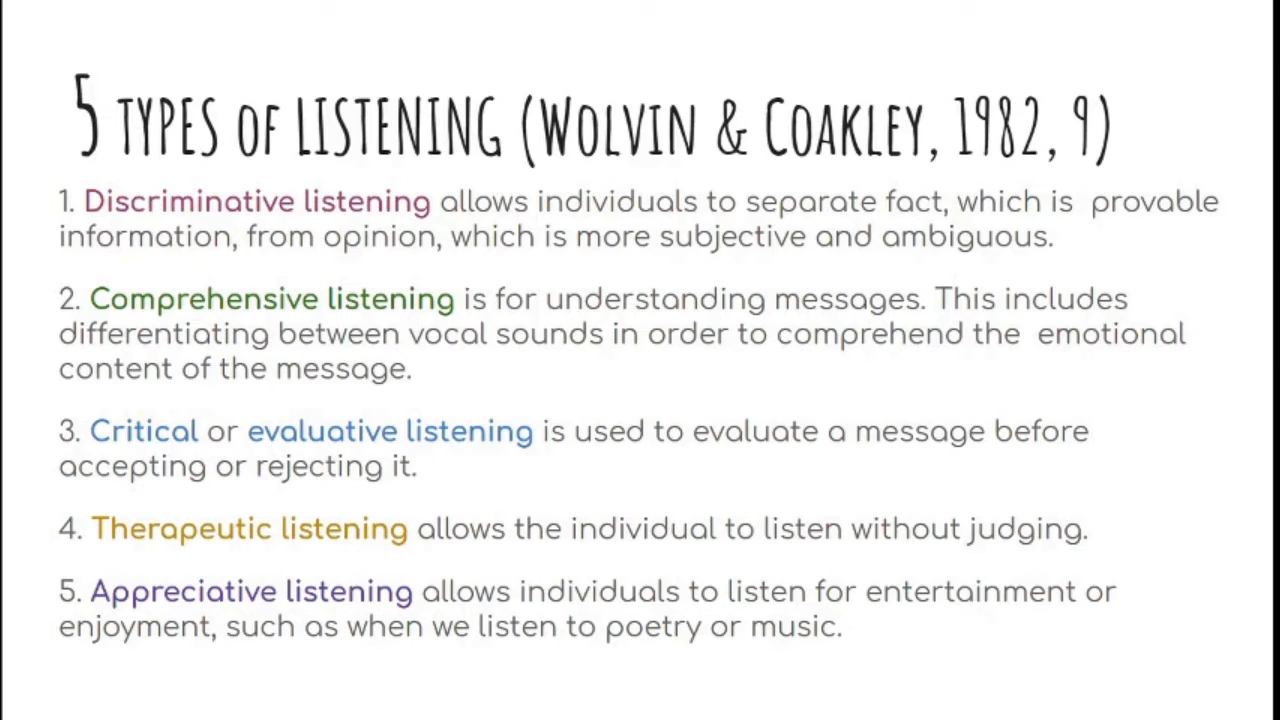 5 TYPES OF LISTENING (WOLVIN & COAKLEY, 1982, 9)
1. Discriminative listening allows individuals to separate fact, which is provable
information, from opinion, which is more subjective and ambiguous.
2. Comprehensive listening is for understanding messages. This includes
differentiating between vocal sounds in order to comprehend the emotional
content of the message.
3. Critical or evaluative listening is used to evaluate a message before
accepting or rejecting it.
4. Therapeutic listening allows the individual to listen without judging.
5. Appreciative listening allows individuals to listen for entertainment or
enjoyment, such as when we listen to poetry or music.